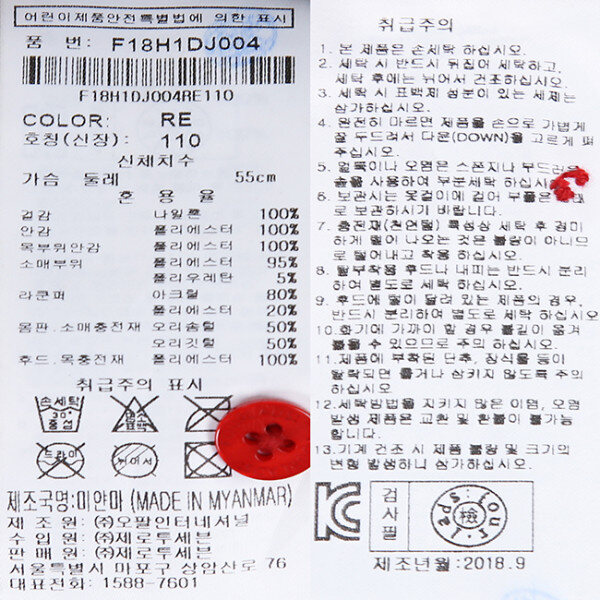 어린이제품안전특별법에 의한 표시
품 번: F18H1DJ004
F18H1DJ004RE110
COLOR: RE
호칭(신장) : 110
신체치수
가슴 둘레 55cm
혼 용 율
겉감 나일론 100%
안감 폴리에스터 100%
목부위안감 폴리에스터 100%
소매부위 폴리에스터 95%
폴리우레탄 5%
라쿤퍼 아크릴 80%
폴리에스터 20%
몸판.소매충전재 오리솜털 50%
오리깃털 50%
후드.목충전재 폴리에스터 100%
취급주의 표시
손세탁
30°
중성
염소
표백
드라이
뉘어서
제조국명:미얀마 (MADE IN MYANMAR)
제 조 원 : (주)오팔인터내셔널
수 입 원 : (주)제로투세븐
판 매 원 : (주)제로투세븐
서울특별시 마포구 상암산로 76
대표전화: 1588-7601
취급주의
1. 본 제품은 손세탁 하십시오.
2. 세탁 시 반드시 뒤집어 세탁하고,
세탁 후에는 뉘어서 건조하십시오.
3. 세탁 시 표백제 성분이 있는 세제는
삼가하십시오.
4. 완전히 마르면 제품을 손으로 가볍게
잘 두드려서 다운(DOWN)을 고르게 펴
주십시오.
5. 얼룩이나 오염은 스폰지나 부드러운
솔을 사용하여 부분세탁 하십시오.
6. 보관시는 옷걸이에 걸어
로 보관하시기 바랍니다.
7. 충전재(천연털) 특성상 세탁 후 경미
하게 털이 나오는 것은 불량이 아니므
로 털어내고 착용 하십시오.
8. 탈부착용 후드나 내피는 반드시 분리
하여 별도로 세탁 하십시오.
9. 후드에 털이 달려 있는 제품의 경우,
반드시 분리하여 별도로 세탁 하십시오.
10.화기에 가까이 할 경우 불길이 옮겨
붙을 수 있으므로 주의 하십시오.
11.제품에 부착된 단추, 장식물 등이
탈락되면 물거나 삼키지 않도록 주의
하십시오.
12.세탁방법을 지키지 않은 이염, 오염
발생 제품은 교환 및 환불이 불가능
합니다.
13.기계 건조 시 제품 불량 및 크기의
변형 발생하니 삼가하십시오.
KC
검사필
檢
제조년월 : 2018.9